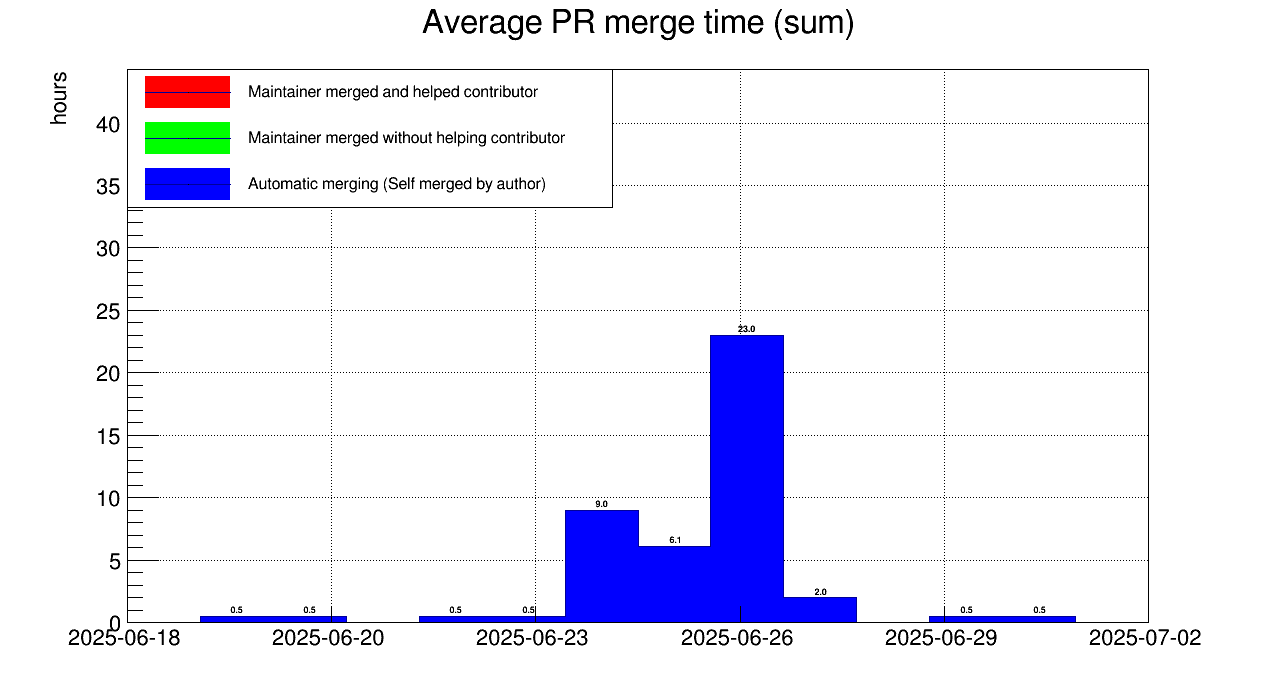 Average PR merge time (sum)
hours
Maintainer merged and helped contributor
Maintainer merged without helping contributor
Automatic merging (Self merged by author)
40
35
30
25
20
15
10
5
0
0.5 0.5 0.5 0.5 9.0 6.1 23.0 2.0 0.5 0.5
2025-06-18 2025-06-20 2025-06-23 2025-06-26 2025-06-29 2025-07-02